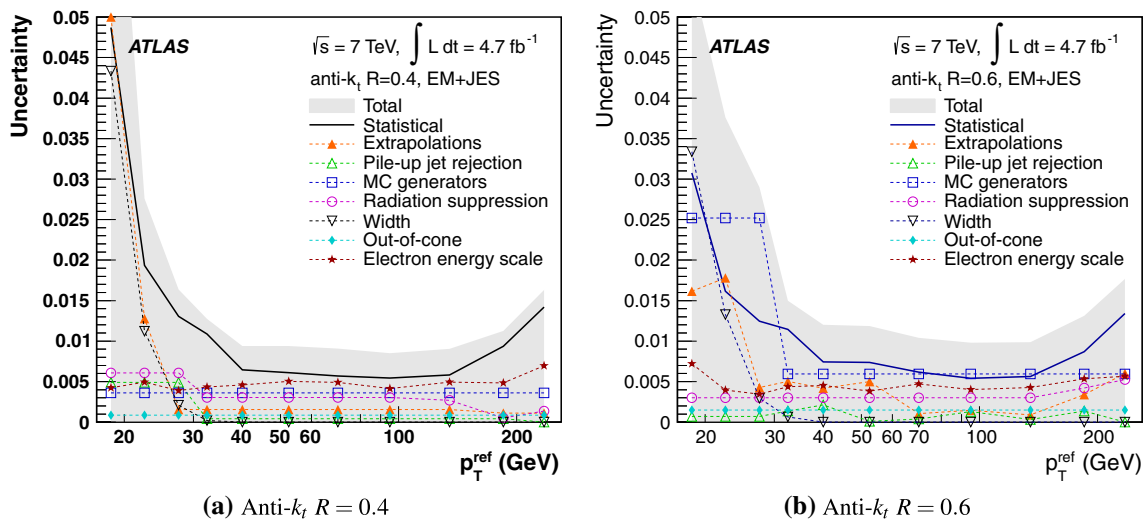 Uncertainty
0.05
0.045
0.04
0.035
0.03
0.025
0.02
0.015
0.01
0.005
0
ATLAS
√s = 7 TeV, ∫ L dt = 4.7 fb⁻¹
anti-kₜ R=0.4, EM+JES
Total
Statistical
Extrapolations
Pile-up jet rejection
MC generators
Radiation suppression
Width
Out-of-cone
Electron energy scale
20 30 40 50 60 100 200
p_T^ref (GeV)
(a) Anti-kₜ R = 0.4
Uncertainty
0.05
0.045
0.04
0.035
0.03
0.025
0.02
0.015
0.01
0.005
0
ATLAS
√s = 7 TeV, ∫ L dt = 4.7 fb⁻¹
anti-kₜ R=0.6, EM+JES
Total
Statistical
Extrapolations
Pile-up jet rejection
MC generators
Radiation suppression
Width
Out-of-cone
Electron energy scale
20 30 40 50 60 70 100 200
p_T^ref (GeV)
(b) Anti-kₜ R = 0.6